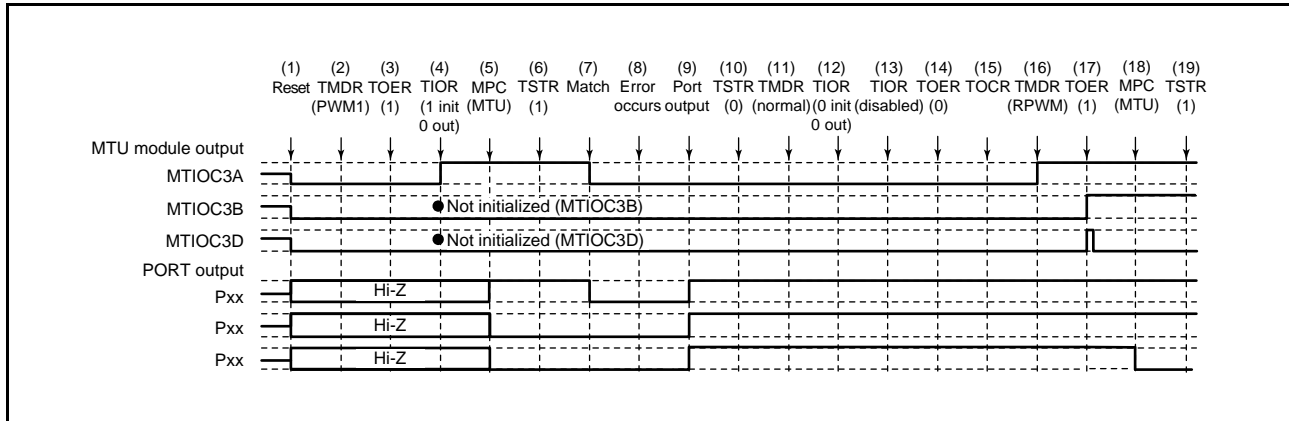 (1) (2) (3) (4) (5) (6) (7) (8) (9) (10) (11) (12) (13) (14) (15) (16) (17) (18) (19)
Reset TMDR TOER TIOR MPC TSTR Match Error Port TSTR TMDR TIOR TIOR TOER TOCR TMDR TOER MPC TSTR
(PWM1) (1) (1 init (MTU) (1) occurs output (0) (normal) (0 init (disabled) (0) (RPWM) (1) (MTU) (1)
0 out) 0 out)
MTU module output
MTIOC3A
MTIOC3B Not initialized (MTIOC3B)
MTIOC3D Not initialized (MTIOC3D)
PORT output
Pxx Hi-Z
Pxx Hi-Z
Pxx Hi-Z